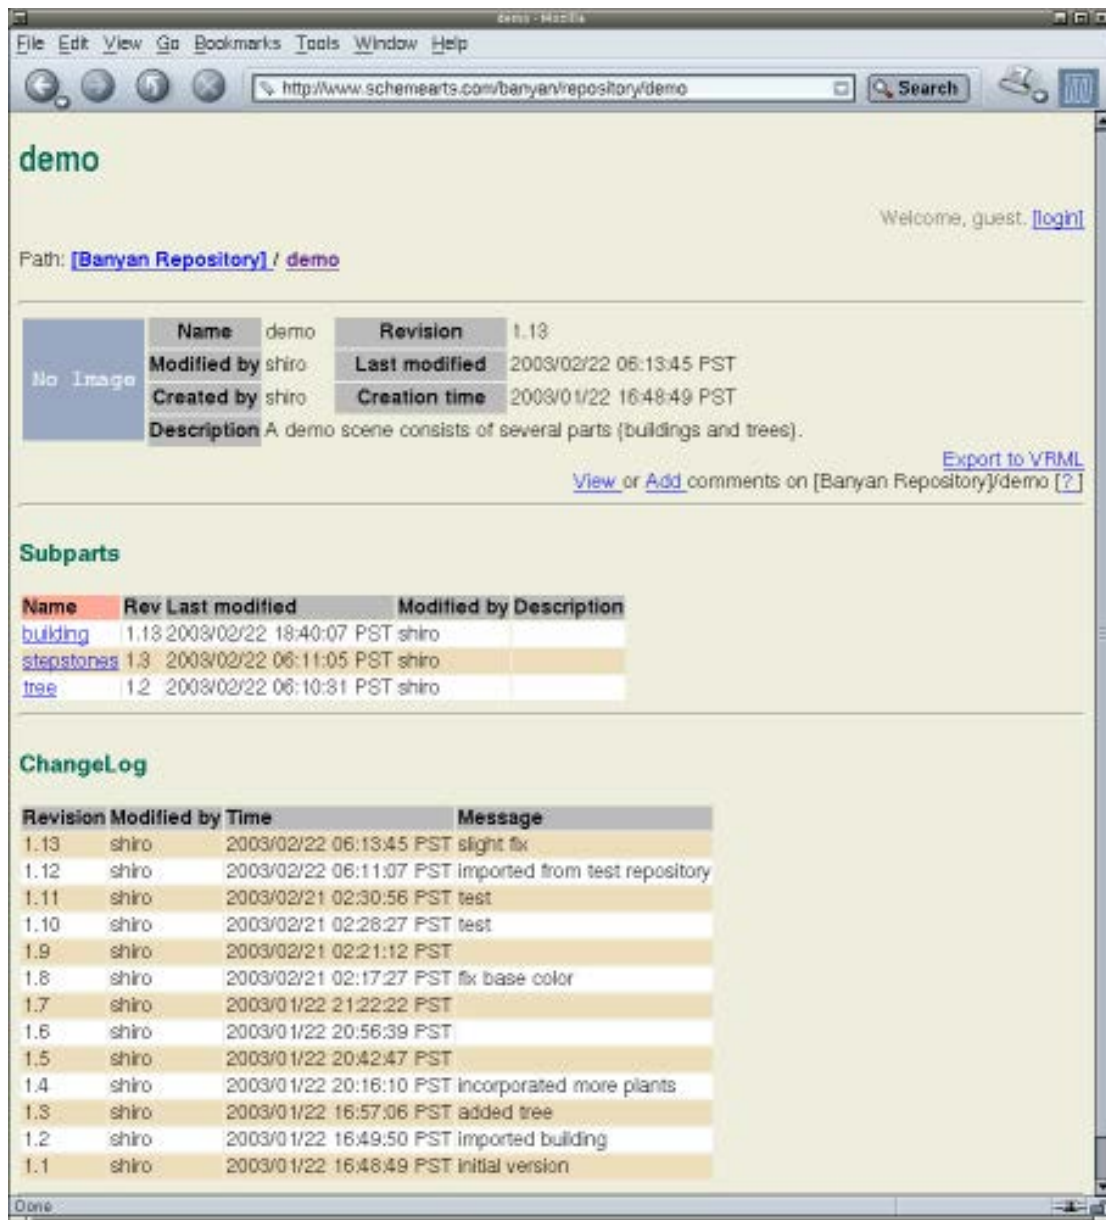 demo - Mozilla
File Edit View Go Bookmarks Tools Window Help
http://www.schemearts.com/banyan/repository/demo Search
demo
Welcome, guest. [login]
Path: [Banyan Repository] / demo
No Image
Name demo Revision 1.13
Modified by shiro Last modified 2003/02/22 06:13:45 PST
Created by shiro Creation time 2003/01/22 16:48:49 PST
Description A demo scene consists of several parts (buildings and trees).
Export to VRML
View or Add comments on [Banyan Repository]/demo [? ]
Subparts
Name Rev Last modified Modified by Description
building 1.13 2003/02/22 18:40:07 PST shiro
stepstones 1.3 2003/02/22 06:11:05 PST shiro
tree 1.2 2003/02/22 06:10:31 PST shiro
ChangeLog
Revision Modified by Time Message
1.13 shiro 2003/02/22 06:13:45 PST slight fix
1.12 shiro 2003/02/22 06:11:07 PST imported from test repository
1.11 shiro 2003/02/21 02:30:56 PST test
1.10 shiro 2003/02/21 02:28:27 PST test
1.9 shiro 2003/02/21 02:21:12 PST
1.8 shiro 2003/02/21 02:17:27 PST fix base color
1.7 shiro 2003/01/22 21:22:22 PST
1.6 shiro 2003/01/22 20:56:39 PST
1.5 shiro 2003/01/22 20:42:47 PST
1.4 shiro 2003/01/22 20:16:10 PST incorporated more plants
1.3 shiro 2003/01/22 16:57:06 PST added tree
1.2 shiro 2003/01/22 16:49:50 PST imported building
1.1 shiro 2003/01/22 16:48:49 PST initial version
Done